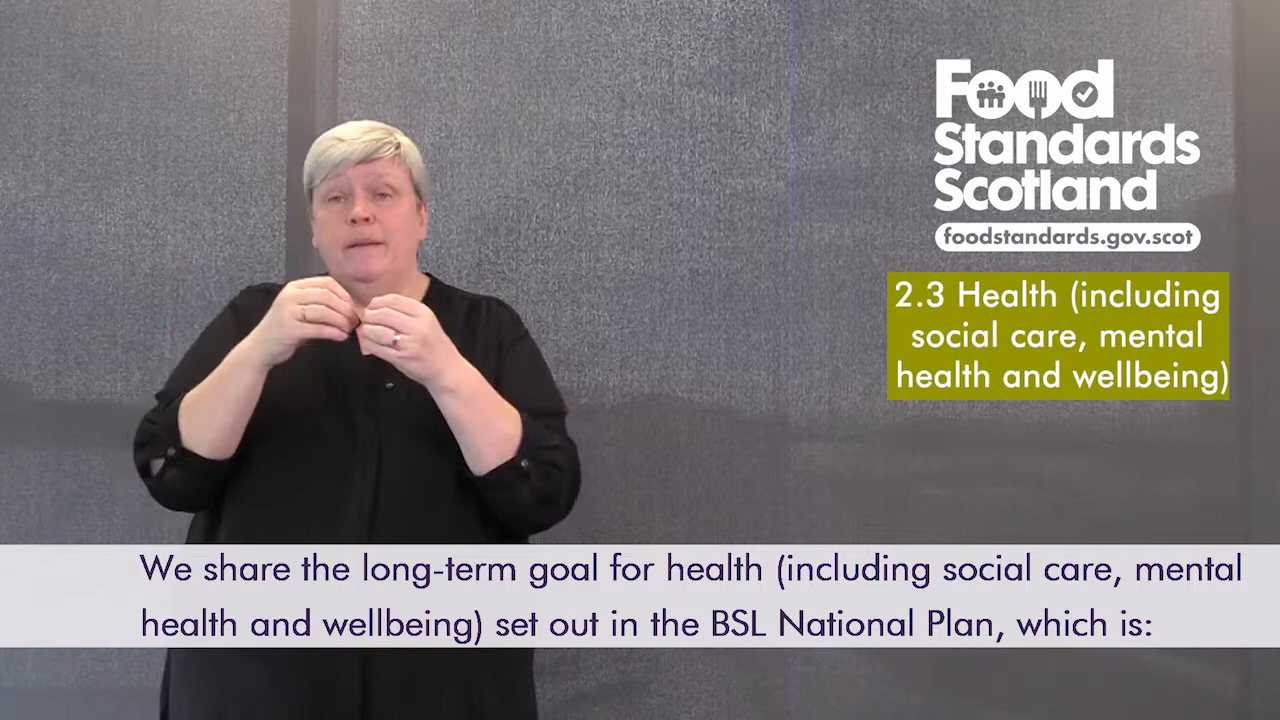 Food
Standards
Scotland
foodstandards.gov.scot
2.3 Health (including
social care, mental
health and wellbeing)
We share the long-term goal for health (including social care, mental
health and wellbeing) set out in the BSL National Plan, which is: